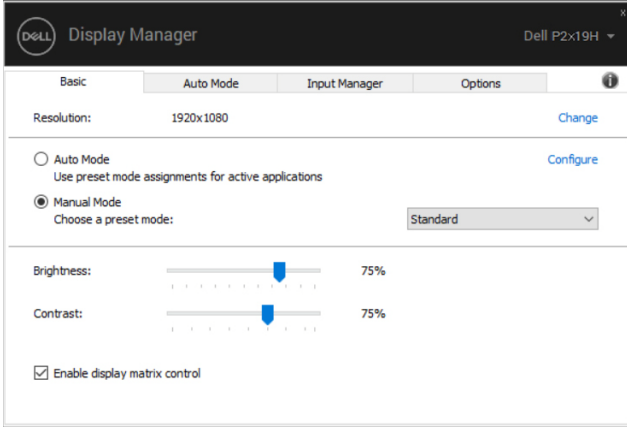 DELL Display Manager
Dell P2x19H
x
Basic Auto Mode Input Manager Options i
Resolution: 1920x1080 Change
Auto Mode Configure
Use preset mode assignments for active applications
Manual Mode
Choose a preset mode: Standard
Brightness: 75%
Contrast: 75%
Enable display matrix control